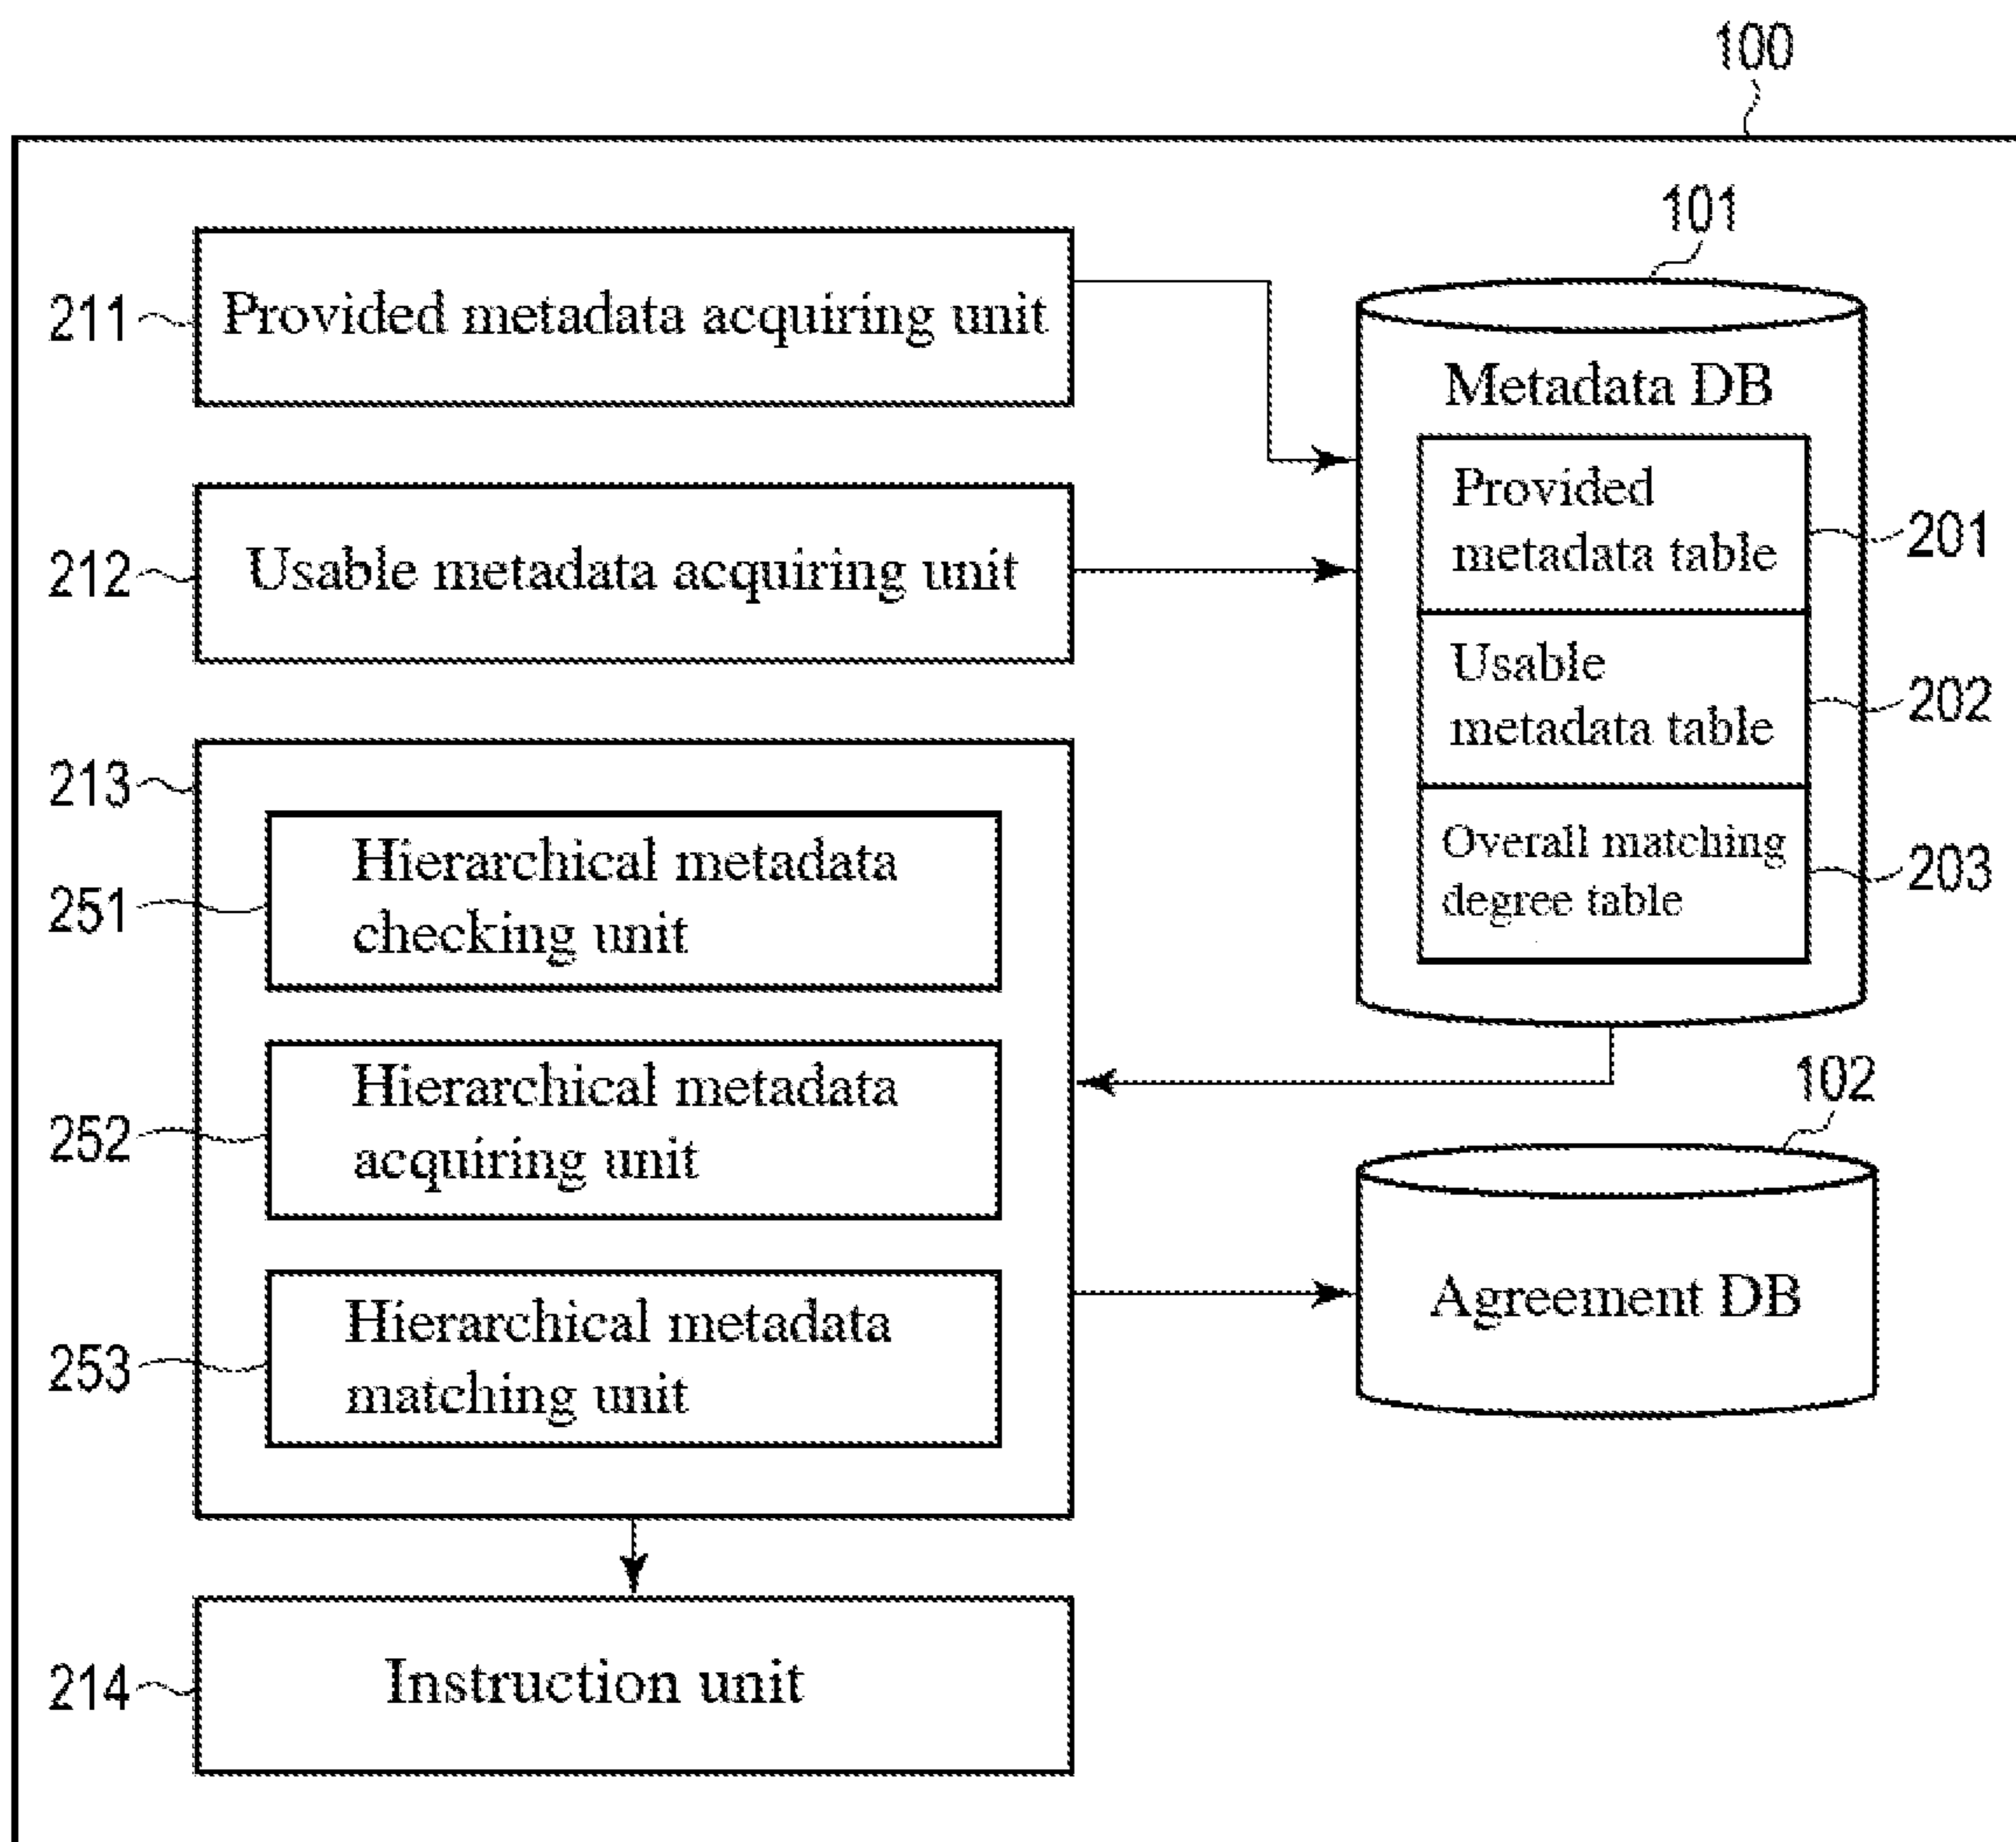 100
101
211
Provided metadata acquiring unit
Metadata DB
Provided
metadata table
201
212
Usable metadata acquiring unit
Usable
metadata table
202
Overall matching
degree table
203
213
251
Hierarchical metadata
checking unit
252
Hierarchical metadata
acquiring unit
253
Hierarchical metadata
matching unit
102
Agreement DB
214
Instruction unit